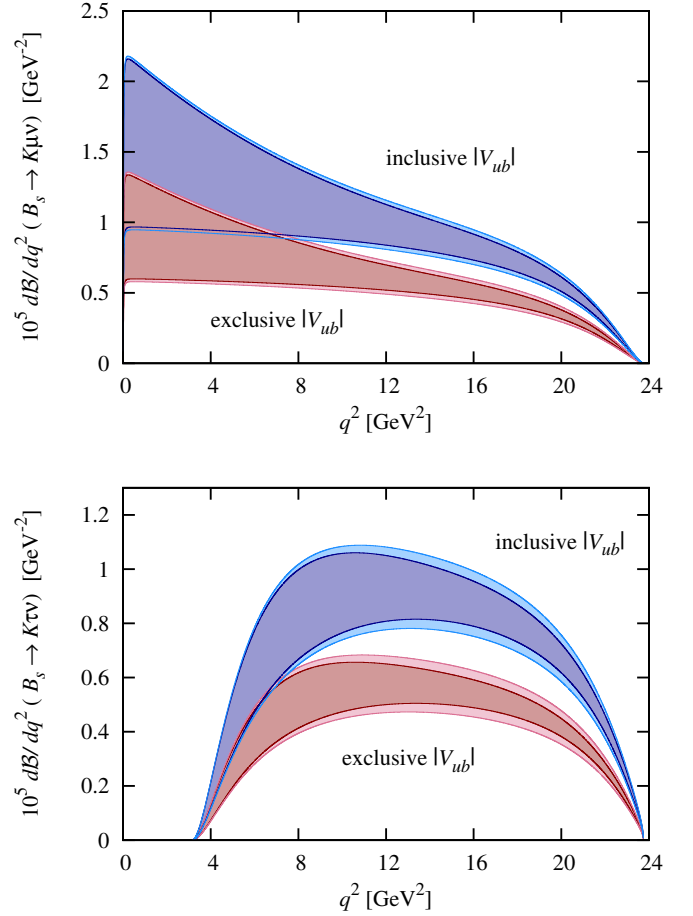 2.5
2
1.5
1
0.5
0
10^5 dB/dq^2 ( B_s → Kμν) [GeV^-2]
inclusive |V_ub|
exclusive |V_ub|
0 4 8 12 16 20 24
q^2 [GeV^2]
1.2
1
0.8
0.6
0.4
0.2
0
10^5 dB/dq^2 ( B_s → Kτν) [GeV^-2]
inclusive |V_ub|
exclusive |V_ub|
0 4 8 12 16 20 24
q^2 [GeV^2]